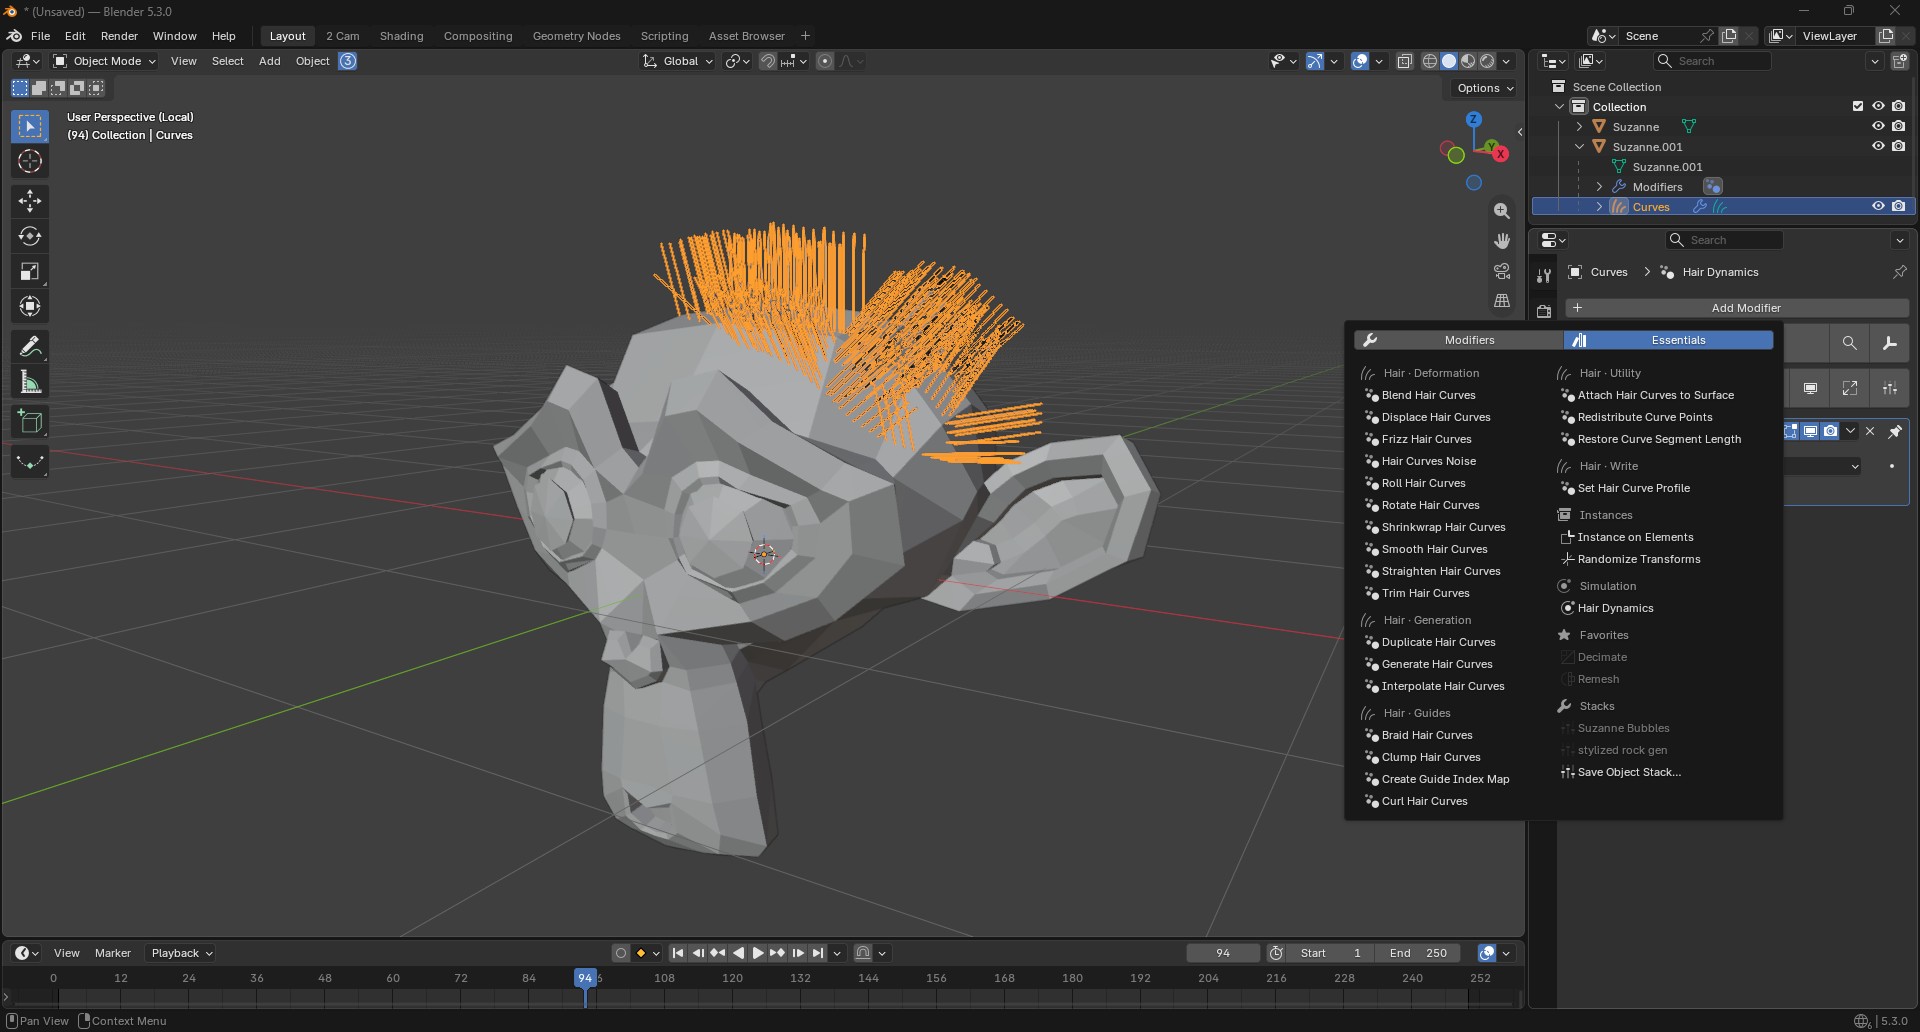 * (Unsaved) — Blender 5.3.0
File Edit Render Window Help Layout 2 Cam Shading Compositing Geometry Nodes Scripting Asset Browser Scene ViewLayer
Object Mode View Select Add Object 3 Global
Options
User Perspective (Local)
(94) Collection | Curves
Z
Y
X
Search
Scene Collection
Collection
Suzanne
Suzanne.001
Suzanne.001
Modifiers
Curves
Search
Curves > Hair Dynamics
Add Modifier
Modifiers Essentials
Hair · Deformation
Blend Hair Curves
Displace Hair Curves
Frizz Hair Curves
Hair Curves Noise
Roll Hair Curves
Rotate Hair Curves
Shrinkwrap Hair Curves
Smooth Hair Curves
Straighten Hair Curves
Trim Hair Curves
Hair · Generation
Duplicate Hair Curves
Generate Hair Curves
Interpolate Hair Curves
Hair · Guides
Braid Hair Curves
Clump Hair Curves
Create Guide Index Map
Curl Hair Curves
Hair · Utility
Attach Hair Curves to Surface
Redistribute Curve Points
Restore Curve Segment Length
Hair · Write
Set Hair Curve Profile
Instances
Instance on Elements
Randomize Transforms
Simulation
Hair Dynamics
Favorites
Decimate
Remesh
Stacks
Suzanne Bubbles
stylized rock gen
Save Object Stack...
View Marker Playback 94 Start 1 End 250
0 12 24 36 48 60 72 84 94 108 120 132 144 156 168 180 192 204 216 228 240 252
Pan View Context Menu 5.3.0